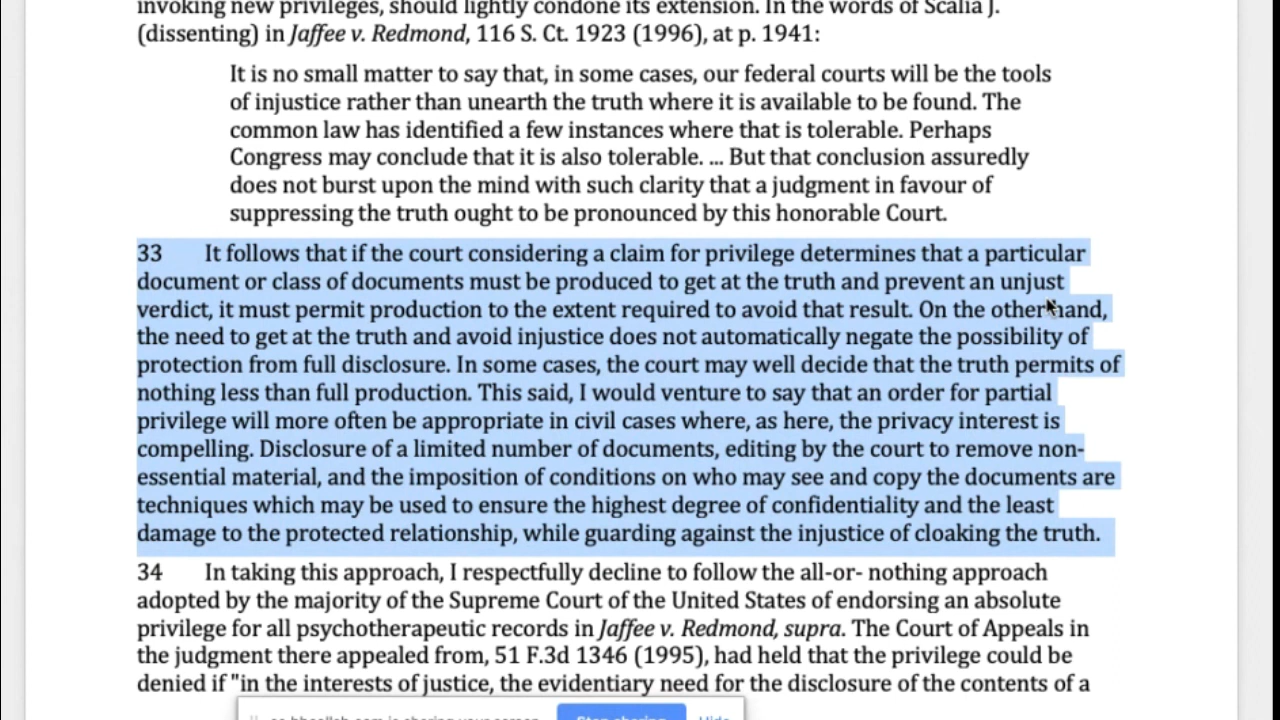 invoking new privileges, should lightly condone its extension. In the words of Scalia J.
(dissenting) in Jaffee v. Redmond, 116 S. Ct. 1923 (1996), at p. 1941:
It is no small matter to say that, in some cases, our federal courts will be the tools
of injustice rather than unearth the truth where it is available to be found. The
common law has identified a few instances where that is tolerable. Perhaps
Congress may conclude that it is also tolerable. ... But that conclusion assuredly
does not burst upon the mind with such clarity that a judgment in favour of
suppressing the truth ought to be pronounced by this honorable Court.
33 It follows that if the court considering a claim for privilege determines that a particular
document or class of documents must be produced to get at the truth and prevent an unjust
verdict, it must permit production to the extent required to avoid that result. On the other hand,
the need to get at the truth and avoid injustice does not automatically negate the possibility of
protection from full disclosure. In some cases, the court may well decide that the truth permits of
nothing less than full production. This said, I would venture to say that an order for partial
privilege will more often be appropriate in civil cases where, as here, the privacy interest is
compelling. Disclosure of a limited number of documents, editing by the court to remove non-
essential material, and the imposition of conditions on who may see and copy the documents are
techniques which may be used to ensure the highest degree of confidentiality and the least
damage to the protected relationship, while guarding against the injustice of cloaking the truth.
34 In taking this approach, I respectfully decline to follow the all-or- nothing approach
adopted by the majority of the Supreme Court of the United States of endorsing an absolute
privilege for all psychotherapeutic records in Jaffee v. Redmond, supra. The Court of Appeals in
the judgment there appealed from, 51 F.3d 1346 (1995), had held that the privilege could be
denied if "in the interests of justice, the evidentiary need for the disclosure of the contents of a
is sharing your screen. Stop sharing Hide